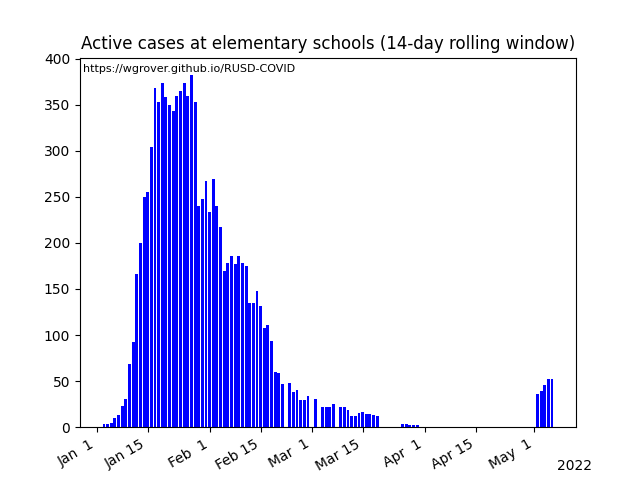 Active cases at elementary schools (14-day rolling window)
https://wgrover.github.io/RUSD-COVID
400
350
300
250
200
150
100
50
0
Jan 1
Jan 15
Feb 1
Feb 15
Mar 1
Mar 15
Apr 1
Apr 15
May 1
2022